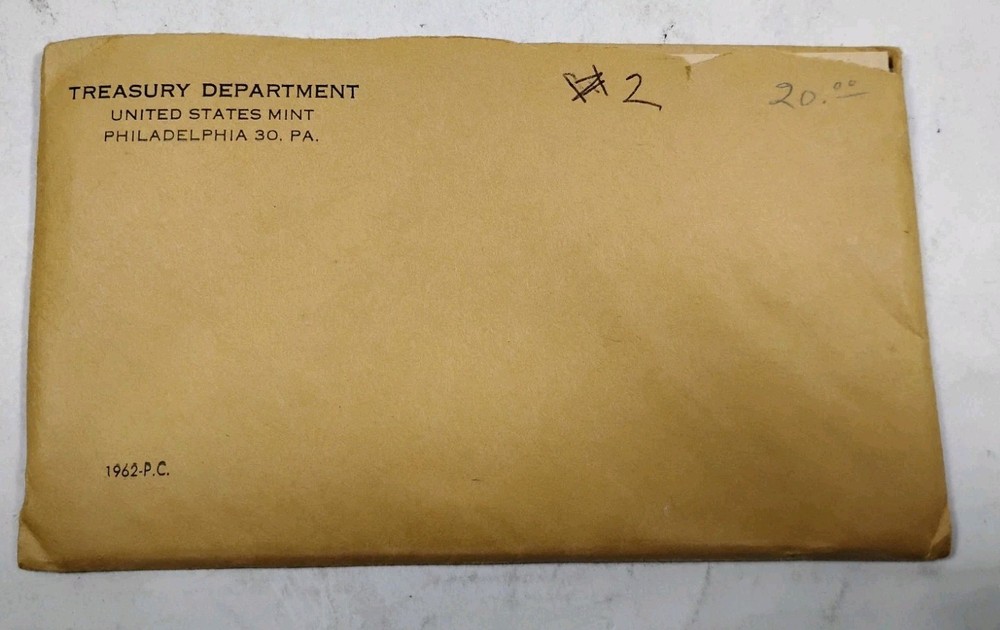 TREASURY DEPARTMENT
UNITED STATES MINT
PHILADELPHIA 30, PA.
# 2
20.00
1962-P.C.